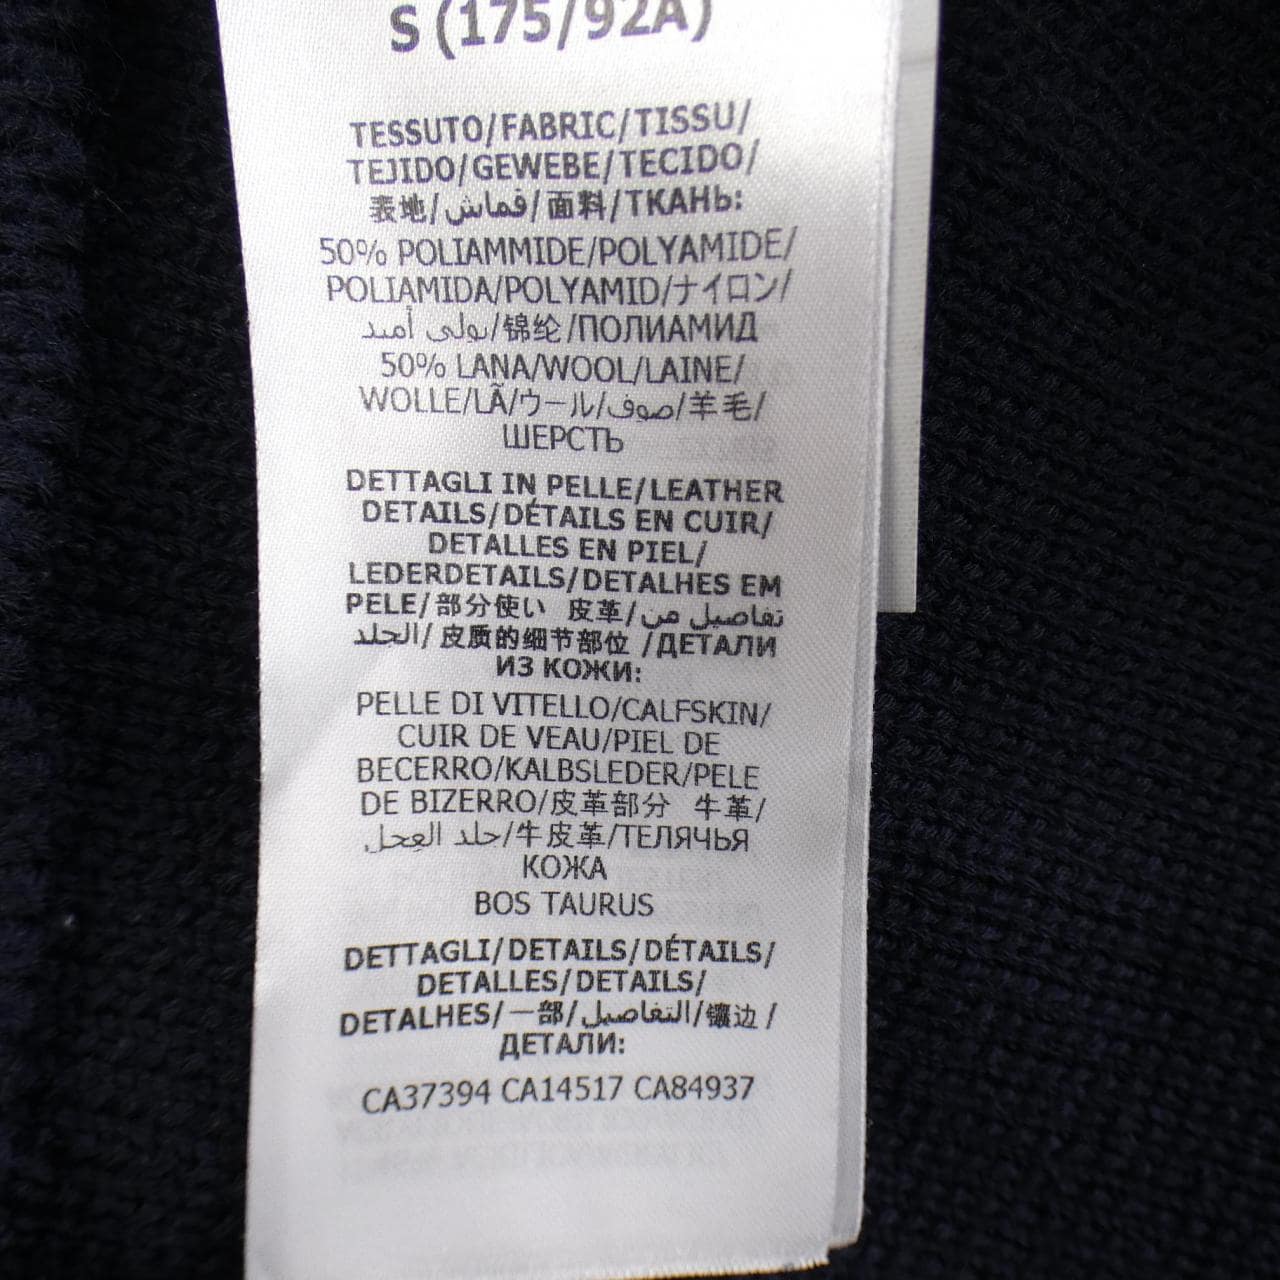 S (175/92A)
TESSUTO/FABRIC/TISSU/
TEJIDO/GEWEBE/TECIDO/
表地/قماش/面料/ТКАНЬ:
50% POLIAMMIDE/POLYAMIDE/
POLIAMIDA/POLYAMID/ナイロン/
بولي أميد/锦纶/ПОЛИАМИД
50% LANA/WOOL/LAINE/
WOLLE/LÃ/ウール/صوف/羊毛/
ШЕРСТЬ
DETTAGLI IN PELLE/LEATHER
DETAILS/DÉTAILS EN CUIR/
DETALLES EN PIEL/
LEDERDETAILS/DETALHES EM
PELE/部分使い 皮革/تفاصيل من
الجلد/皮质的细节部位/ДЕТАЛИ
ИЗ КОЖИ:
PELLE DI VITELLO/CALFSKIN/
CUIR DE VEAU/PIEL DE
BECERRO/KALBSLEDER/PELE
DE BIZERRO/皮革部分 牛革/
جلد العجل/牛皮革/ТЕЛЯЧЬЯ
КОЖА
BOS TAURUS
DETTAGLI/DETAILS/DÉTAILS/
DETALLES/DETAILS/
DETALHES/一部/التفاصيل/镶边/
ДЕТАЛИ:
CA37394 CA14517 CA84937